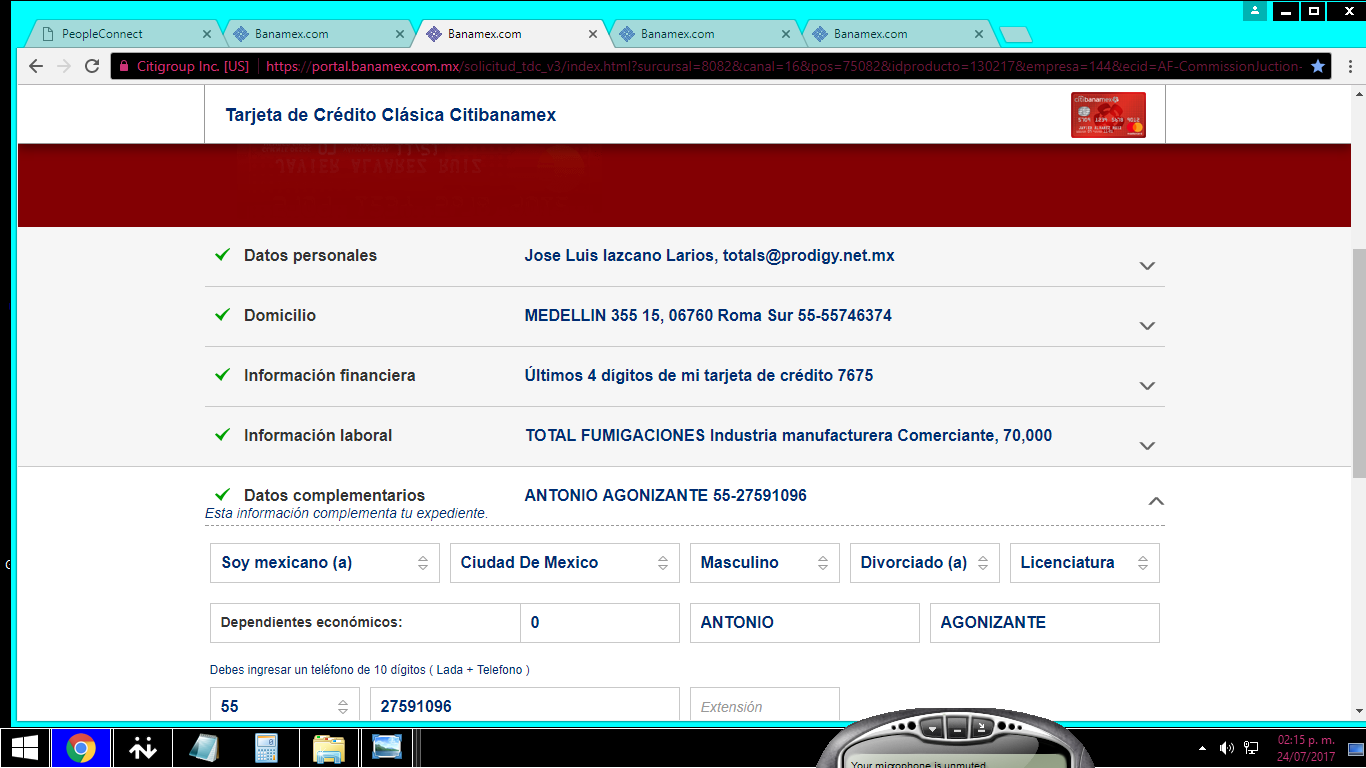 PeopleConnect Banamex.com Banamex.com Banamex.com Banamex.com
Citigroup Inc. [US] https://portal.banamex.com.mx/solicitud_tdc_v3/index.html?surcursal=8082&canal=16&pos=75082&idproducto=130217&empresa=144&ecid=AF-CommissionJuction-
Tarjeta de Crédito Clásica Citibanamex
citibanamex
JAVIER ALVAREZ RUIZ
Datos personales Jose Luis lazcano Larios, totals@prodigy.net.mx
Domicilio MEDELLIN 355 15, 06760 Roma Sur 55-55746374
Información financiera Últimos 4 dígitos de mi tarjeta de crédito 7675
Información laboral TOTAL FUMIGACIONES Industria manufacturera Comerciante, 70,000
Datos complementarios ANTONIO AGONIZANTE 55-27591096
Esta información complementa tu expediente.
Soy mexicano (a) Ciudad De Mexico Masculino Divorciado (a) Licenciatura
Dependientes económicos: 0 ANTONIO AGONIZANTE
Debes ingresar un teléfono de 10 dígitos ( Lada + Telefono )
55 27591096 Extensión
Your microphone is unmuted
02:15 p. m.
24/07/2017